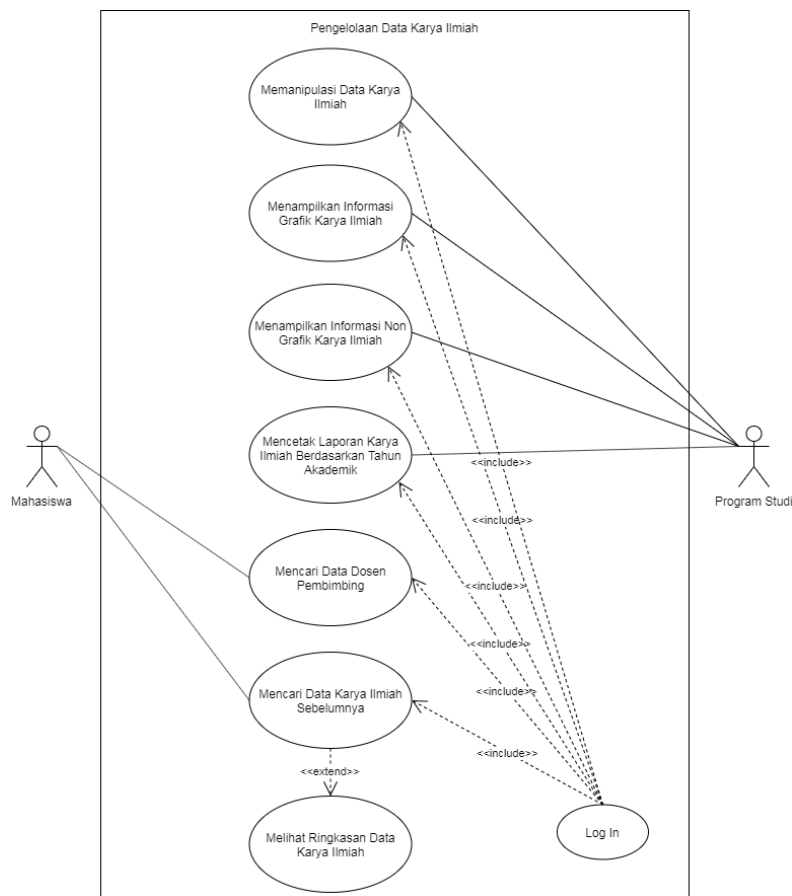 Pengelolaan Data Karya Ilmiah
Memanipulasi Data Karya
Ilmiah
Menampilkan Informasi
Grafik Karya Ilmiah
Menampilkan Informasi Non
Grafik Karya Ilmiah
Mencetak Laporan Karya
Ilmiah Berdasarkan Tahun
Akademik
<<include>>
Mahasiswa
Program Studi
<<include>>
Mencari Data Dosen
Pembimbing
<<include>>
<<include>>
Mencari Data Karya Ilmiah
Sebelumnya
<<include>>
<<include>>
<<extend>>
Melihat Ringkasan Data
Karya Ilmiah
Log In